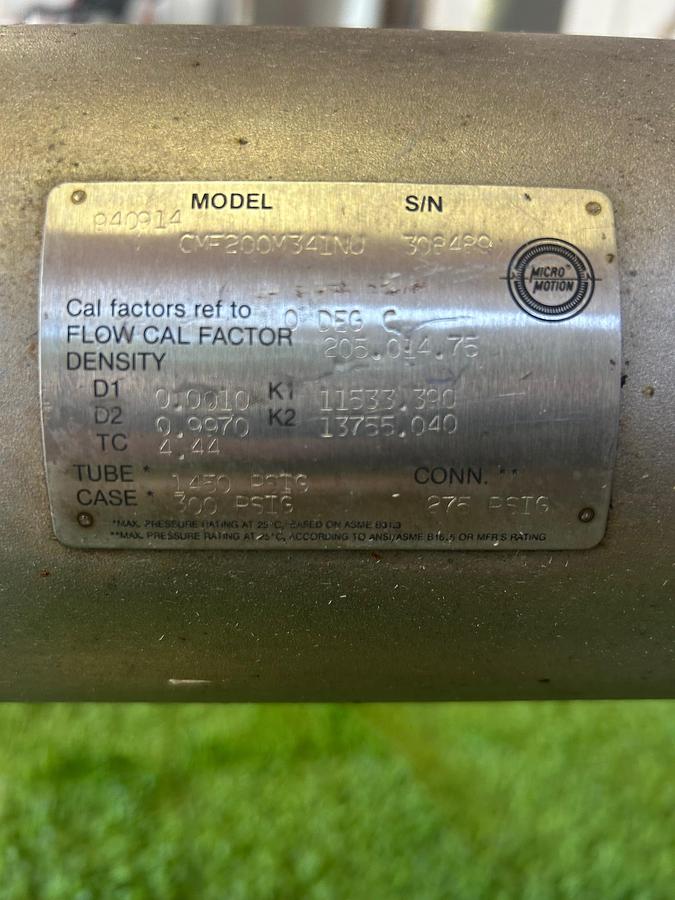 MODEL S/N
940914
CMF200M341NU 308489
MICRO MOTION
Cal factors ref to 0 DEG C
FLOW CAL FACTOR 205.014.75
DENSITY
D1 0.0010 K1 11533.390
D2 0.9970 K2 13755.040
TC 4.44
TUBE * 1450 PSIG CONN. **
CASE * 300 PSIG 275 PSIG
*MAX. PRESSURE RATING AT 25°C, BASED ON ASME B31.3
**MAX. PRESSURE RATING AT 25°C, ACCORDING TO ANSI/ASME B16.5 OR MFR'S RATING